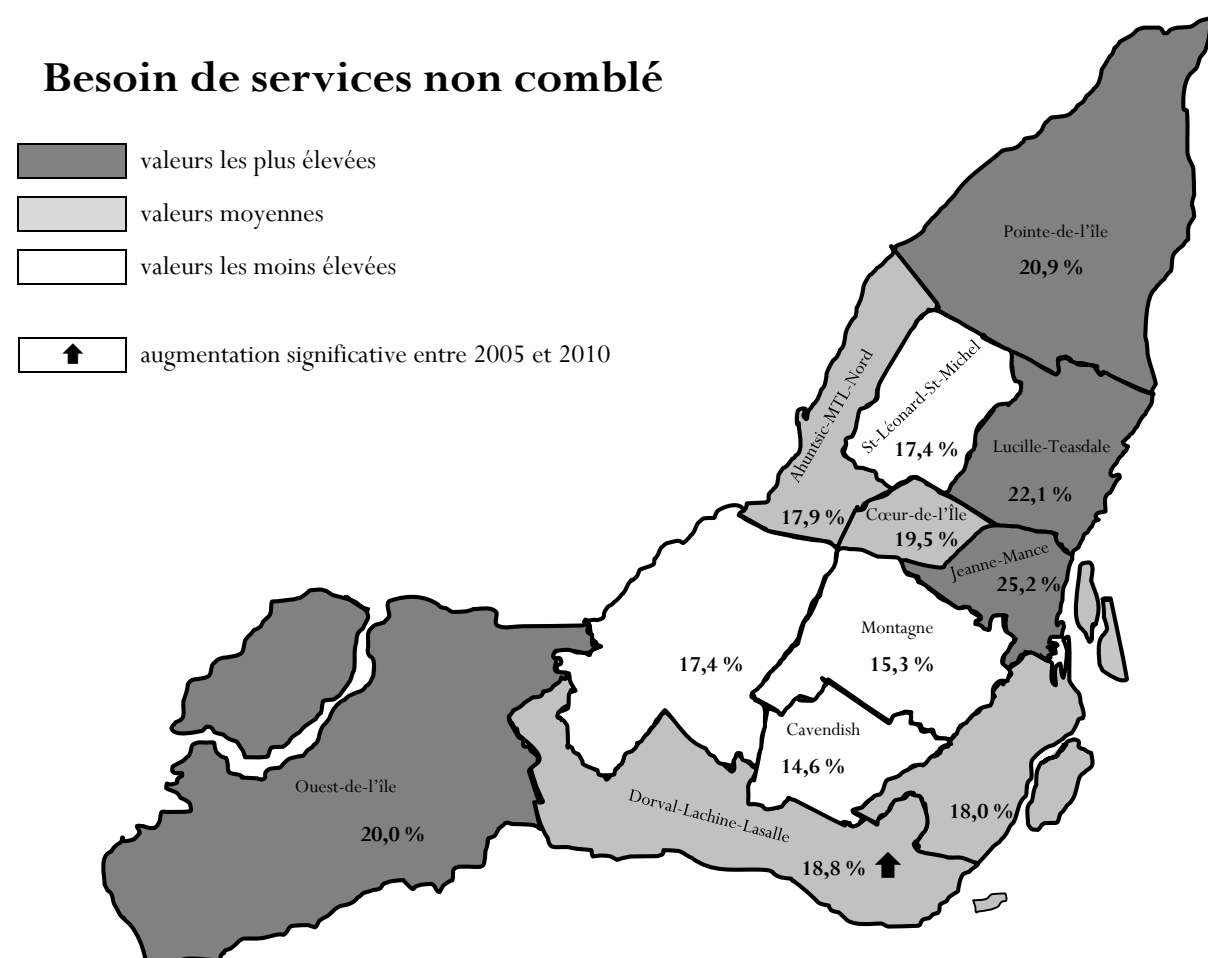 Besoin de services non comblé
valeurs les plus élevées
valeurs moyennes
valeurs les moins élevées
augmentation significative entre 2005 et 2010
Pointe-de-l’île
20,9 %
Ahuntsic-MTL-Nord
17,9 %
St-Léonard-St-Michel
17,4 %
Lucille-Teasdale
22,1 %
Cœur-de-l’Île
19,5 %
Jeanne-Mance
25,2 %
Montagne
15,3 %
17,4 %
Cavendish
14,6 %
Ouest-de-l’île
20,0 %
Dorval-Lachine-Lasalle
18,8 %
18,0 %